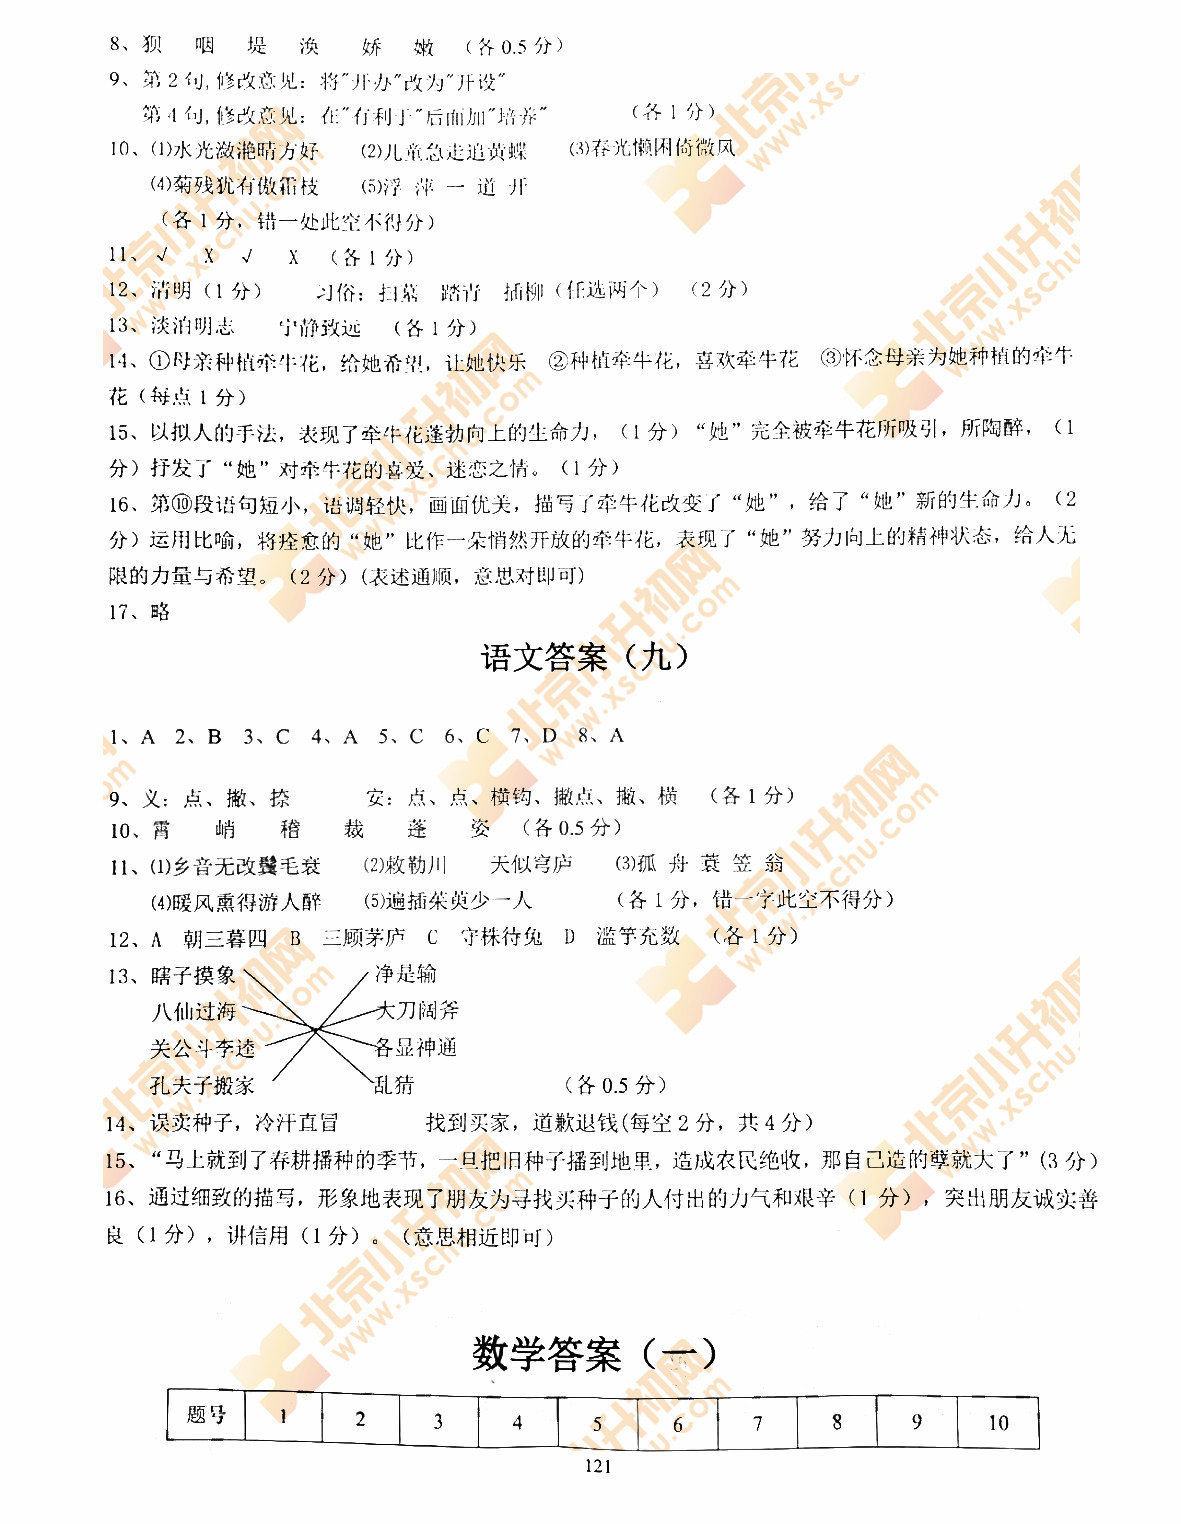 8、狈 咽 堤 涣 娇 嫩 （各 0.5 分）
9、第 2 句, 修改意见：将"开办"改为"开设"
第 4 句, 修改意见：在"有利于"后面加"培养" （各 1 分）
10、⑴水光潋滟晴方好 ⑵儿童急走追黄蝶 ⑶春光懒困倚微风
⑷菊残犹有傲霜枝 ⑸浮 萍 一 道 开
（各 1 分，错一处此空不得分）
11、√ X √ X （各 1 分）
12、清明（1 分） 习俗：扫墓 踏青 插柳（任选两个）（2 分）
13、淡泊明志 宁静致远 （各 1 分）
14、①母亲种植牵牛花，给她希望，让她快乐 ②种植牵牛花，喜欢牵牛花 ③怀念母亲为她种植的牵牛
花（每点 1 分）
15、以拟人的手法，表现了牵牛花蓬勃向上的生命力，（1 分）“她”完全被牵牛花所吸引，所陶醉，（1
分）抒发了“她”对牵牛花的喜爱、迷恋之情。（1 分）
16、第⑩段语句短小，语调轻快，画面优美，描写了牵牛花改变了“她”，给了“她”新的生命力。（2
分）运用比喻，将痊愈的“她”比作一朵悄然开放的牵牛花，表现了“她”努力向上的精神状态，给人无
限的力量与希望。（2 分）(表述通顺，意思对即可)
17、略
语文答案（九）
1、A 2、B 3、C 4、A 5、C 6、C 7、D 8、A
9、义：点、撇、捺 安：点、点、横钩、撇点、撇、横 （各 1 分）
10、霄 峭 稽 裁 蓬 姿 （各 0.5 分）
11、⑴乡音无改鬓毛衰 ⑵敕勒川 天似穹庐 ⑶孤 舟 蓑 笠 翁
⑷暖风熏得游人醉 ⑸遍插茱萸少一人 （各 1 分，错一字此空不得分）
12、A 朝三暮四 B 三顾茅庐 C 守株待兔 D 滥竽充数 （各 1 分）
13、瞎子摸象 净是输
八仙过海 大刀阔斧
关公斗李逵 各显神通
孔夫子搬家 乱猜 （各 0.5 分）
14、误卖种子，冷汗直冒 找到买家，道歉退钱(每空 2 分，共 4 分）
15、“马上就到了春耕播种的季节，一旦把旧种子播到地里，造成农民绝收，那自己造的孽就大了”(3 分)
16、通过细致的描写，形象地表现了朋友为寻找买种子的人付出的力气和艰辛（1 分），突出朋友诚实善
良（1 分），讲信用（1 分）。（意思相近即可）
数学答案（一）
题号 1 2 3 4 5 6 7 8 9 10
121
北京小升初网
www.xschu.com